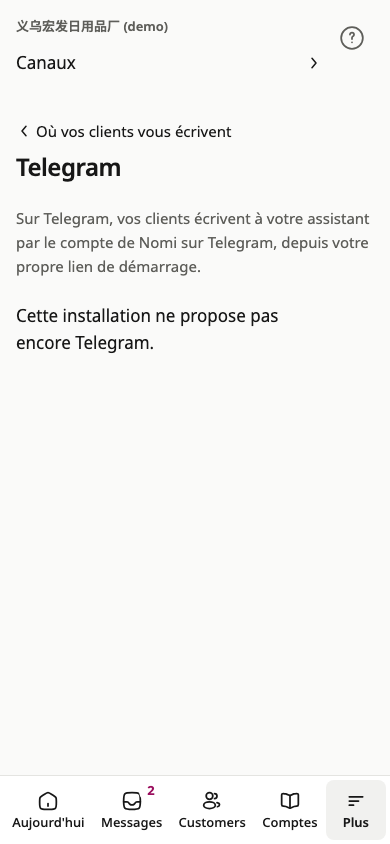 义乌宏发日用品厂 (demo)
Canaux
Où vos clients vous écrivent
Telegram
Sur Telegram, vos clients écrivent à votre assistant
par le compte de Nomi sur Telegram, depuis votre
propre lien de démarrage.
Cette installation ne propose pas
encore Telegram.
2
Aujourd'hui
Messages
Customers
Comptes
Plus